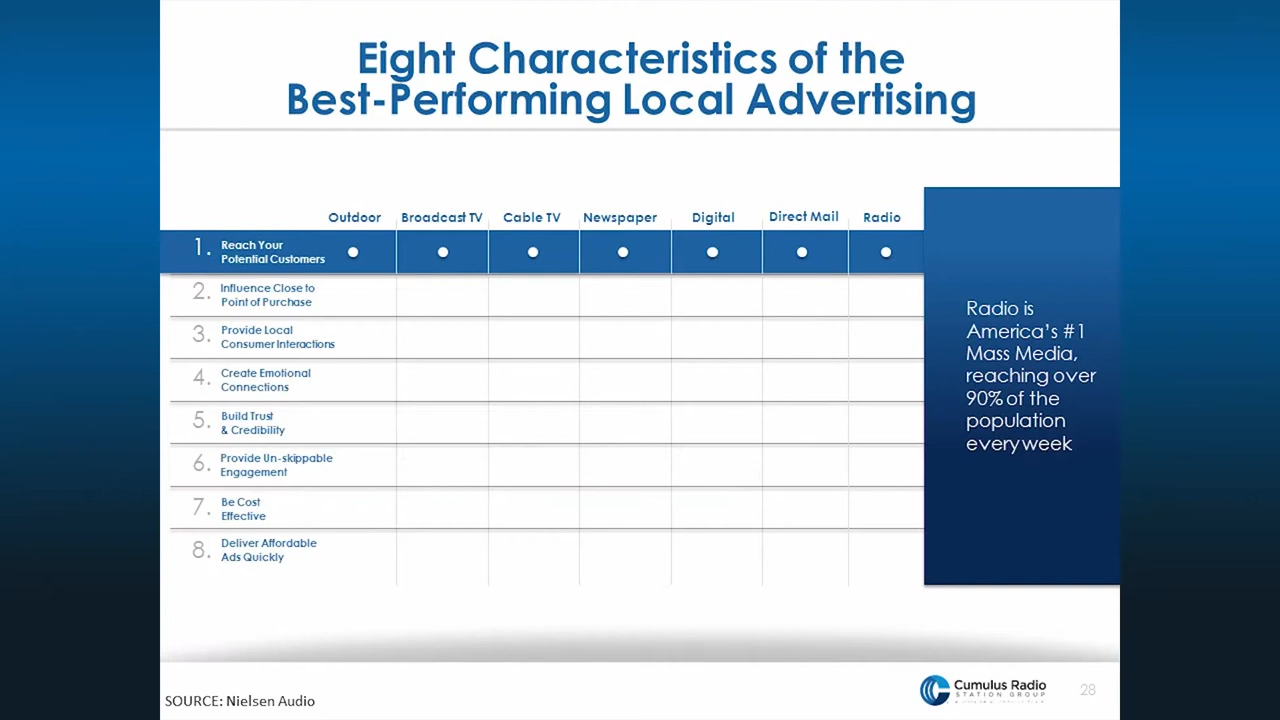 Eight Characteristics of the
Best-Performing Local Advertising
Outdoor Broadcast TV Cable TV Newspaper Digital Direct Mail Radio
1. Reach Your
Potential Customers
2. Influence Close to
Point of Purchase
3. Provide Local
Consumer Interactions
4. Create Emotional
Connections
5. Build Trust
& Credibility
6. Provide Un-skippable
Engagement
7. Be Cost
Effective
8. Deliver Affordable
Ads Quickly
Radio is
America's #1
Mass Media,
reaching over
90% of the
population
every week
SOURCE: Nielsen Audio
Cumulus Radio
STATION GROUP
28